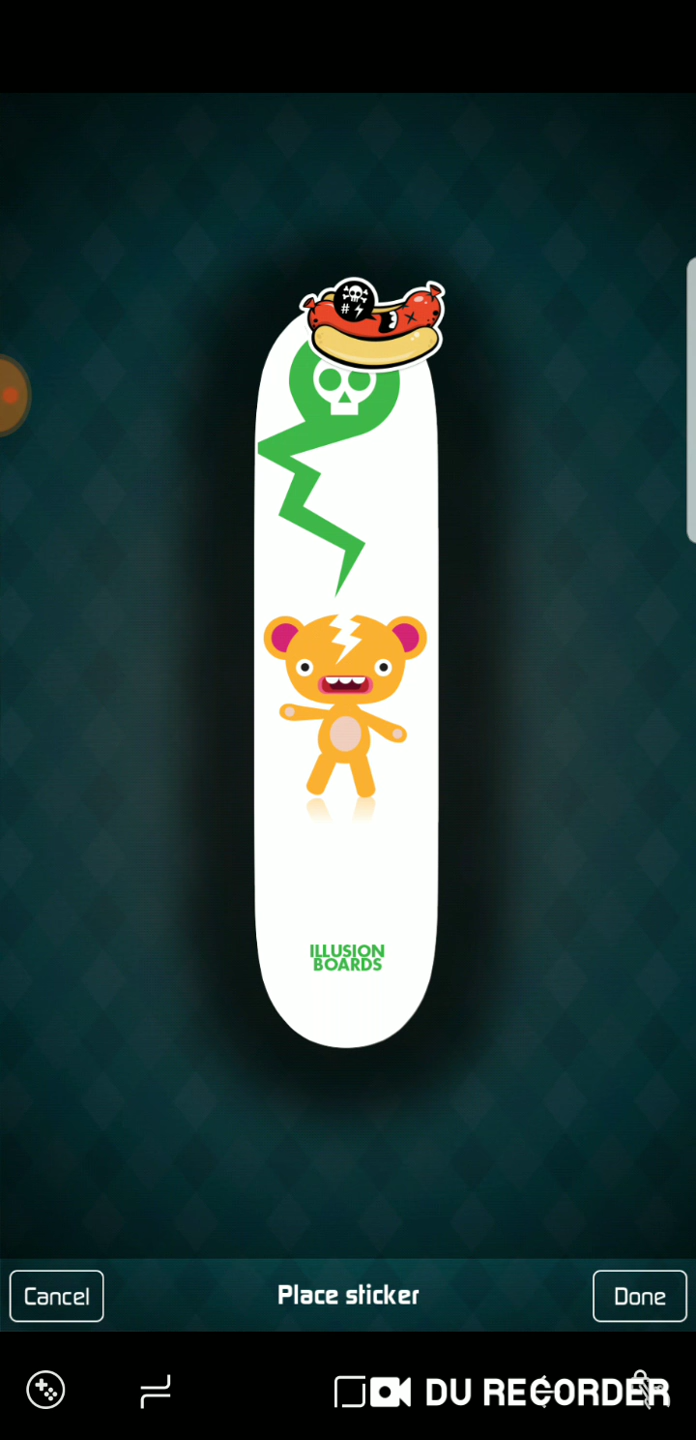 #
ILLUSION
BOARDS
Cancel
Place sticker
Done
DU RECORDER